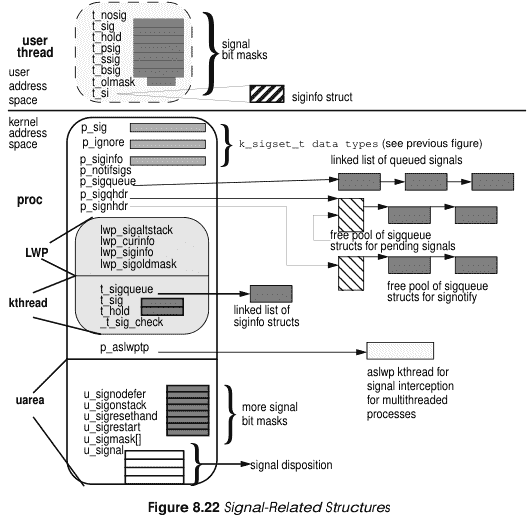 user
thread
t_nosig
t_sig
t_hold
t_psig
t_ssig
t_bsig
t_olmask
t_si
signal
bit masks
user
address
space
siginfo struct
kernel
address
space
p_sig
p_ignore
p_siginfo
p_notifsigs
p_sigqueue
p_sigqhdr
p_signhdr
k_sigset_t data types (see previous figure)
linked list of queued signals
proc
free pool of sigqueue
structs for pending signals
LWP
lwp_sigaltstack
lwp_curinfo
lwp_siginfo
lwp_sigoldmask
free pool of sigqueue
structs for signotify
kthread
t_sigqueue
t_sig
t_hold
_t_sig_check
linked list of
siginfo structs
p_aslwptp
aslwp kthread for
signal interception
for multithreaded
processes
uarea
u_signodefer
u_sigonstack
u_sigresethand
u_sigrestart
u_sigmask[]
u_signal
more signal
bit masks
signal disposition
Figure 8.22 Signal-Related Structures